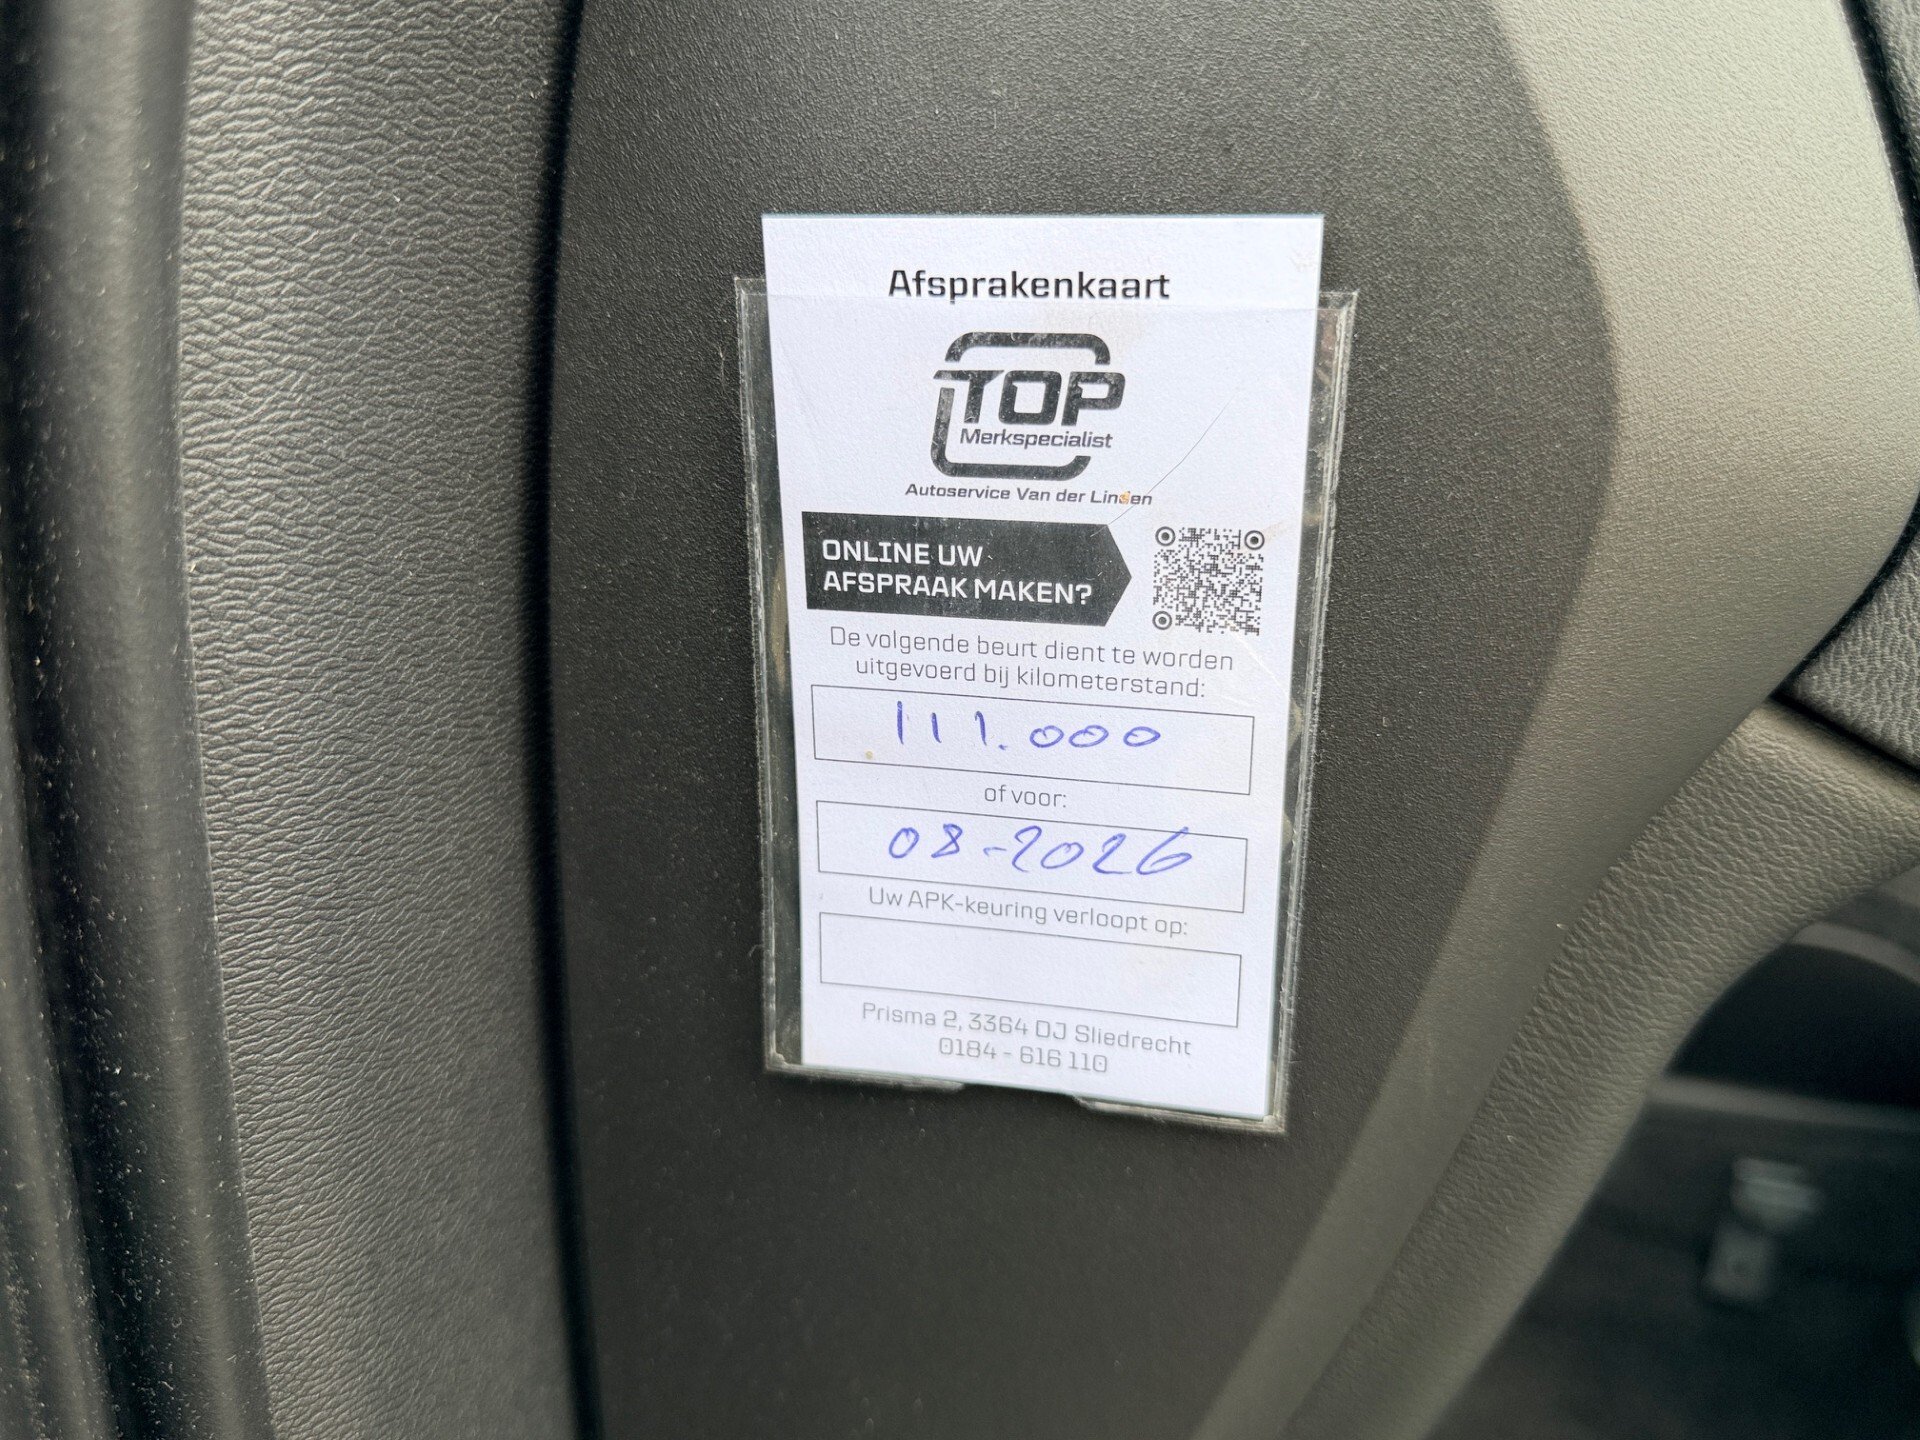 Afsprakenkaart
TOP
Merkspecialist
Autoservice Van der Linden
ONLINE UW
AFSPRAAK MAKEN?
De volgende beurt dient te worden
uitgevoerd bij kilometerstand:
111.000
of voor:
08-2026
Uw APK-keuring verloopt op:
Prisma 2, 3364 DJ Sliedrecht
0184 - 616 110